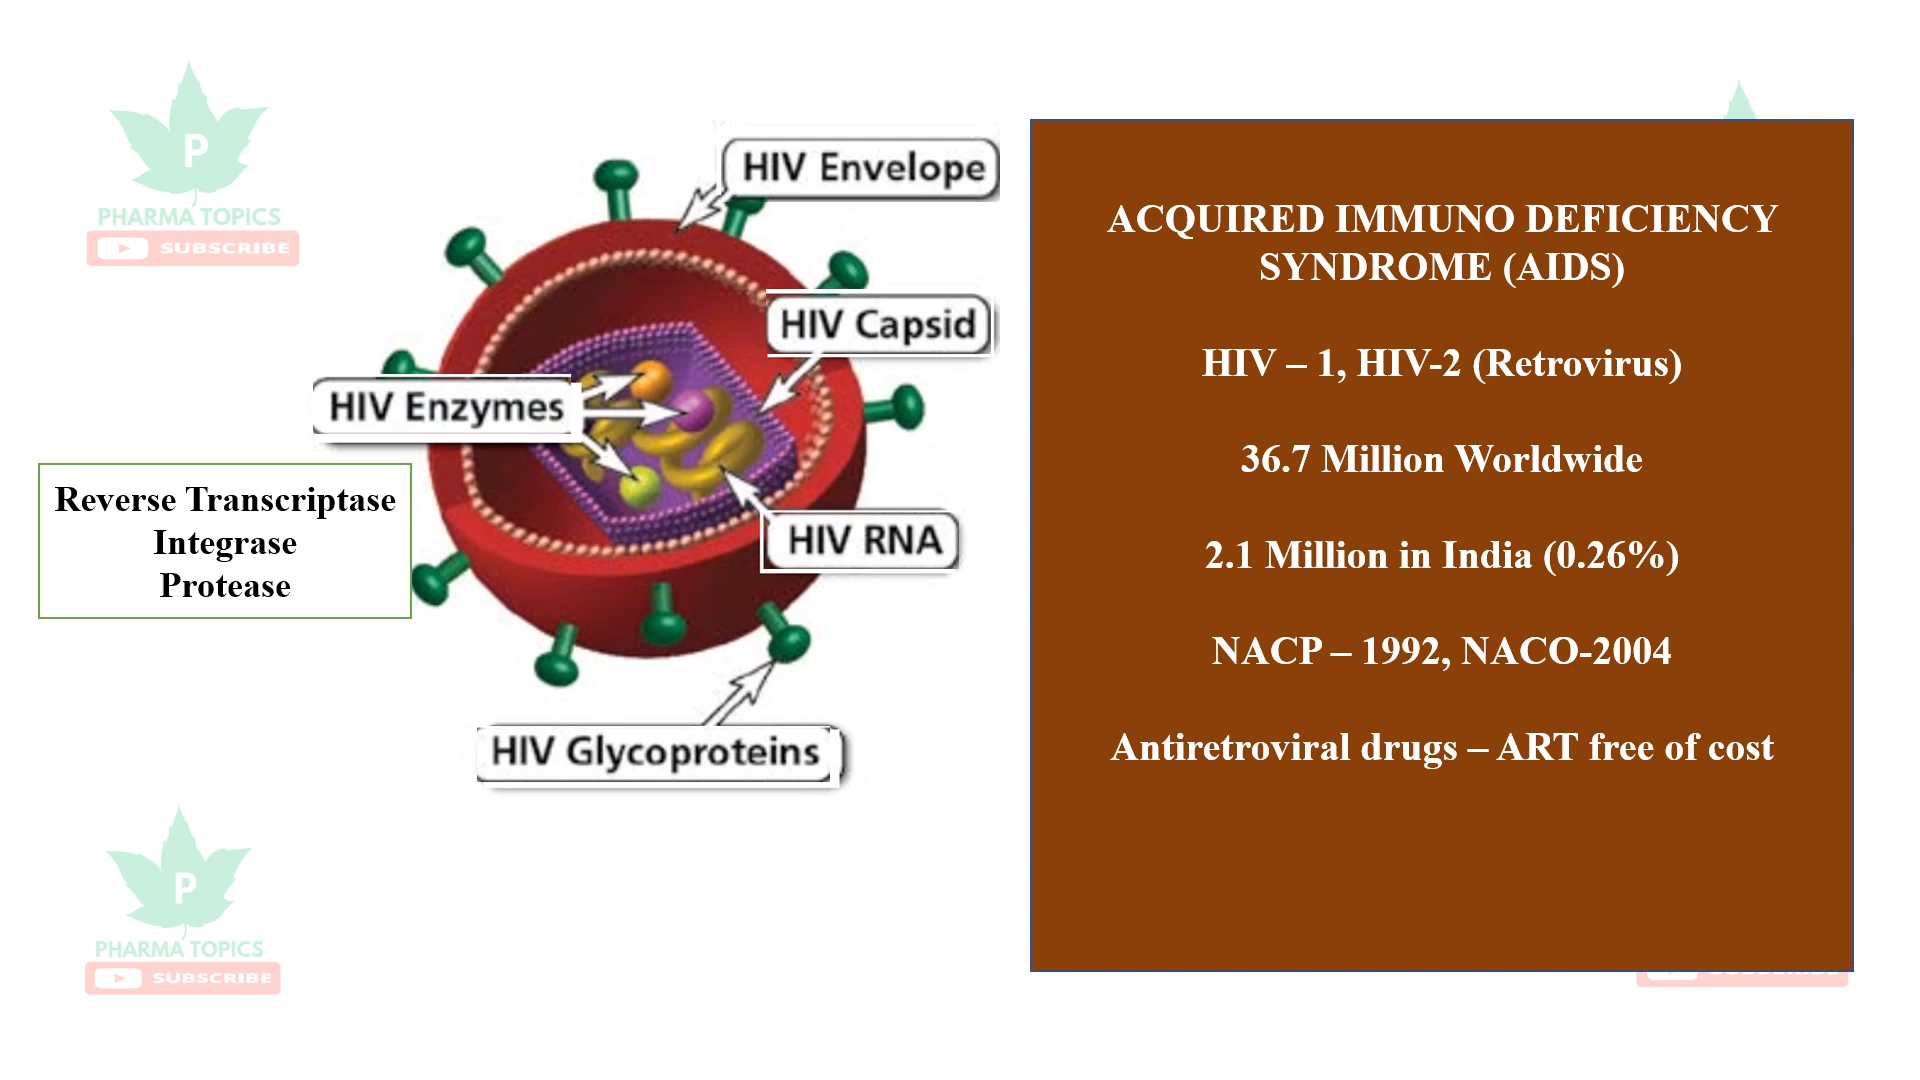 P
PHARMA TOPICS
SUBSCRIBE
HIV Envelope
HIV Capsid
HIV Enzymes
Reverse Transcriptase
Integrase
Protease
HIV RNA
HIV Glycoproteins
ACQUIRED IMMUNO DEFICIENCY
SYNDROME (AIDS)
HIV – 1, HIV-2 (Retrovirus)
36.7 Million Worldwide
2.1 Million in India (0.26%)
NACP – 1992, NACO-2004
Antiretroviral drugs – ART free of cost
P
PHARMA TOPICS
SUBSCRIBE